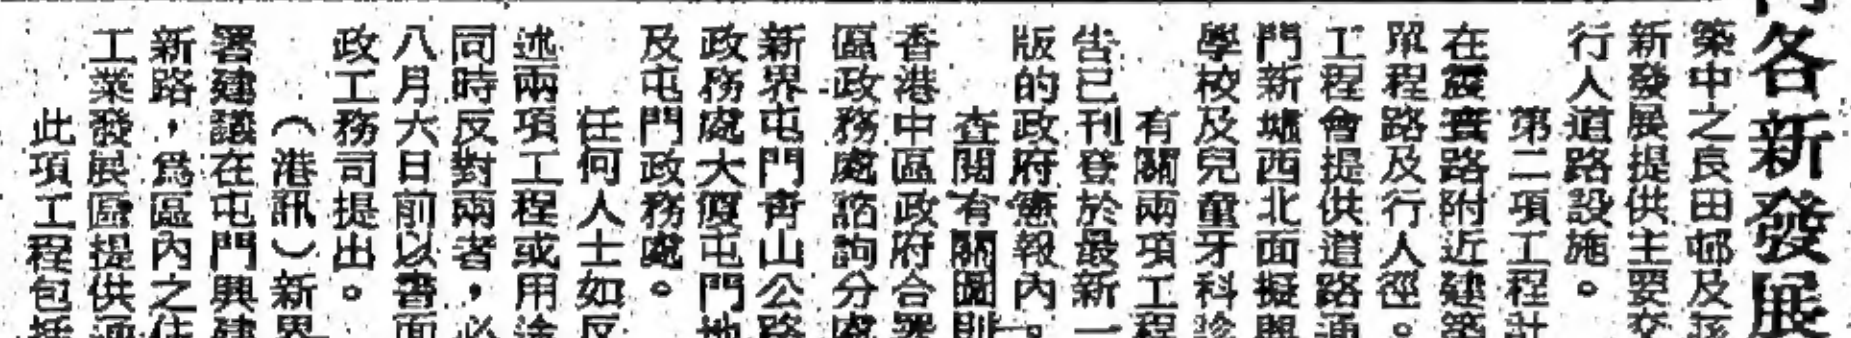 各新發展
築中之良田邨及孫
新發展提供主要交
行人道路設施。
第二項工程計
在震寰路附近建築
單程路及行人徑。
工程會提供道路通
門新墟西北面擬興
學校及兒童牙科診
有關兩項工程
告已刊登於最新一
版的政府憲報內。
查閱有關圖則
香港中區政府合署
區政務處諮詢分處
新界屯門青山公路
政務處大廈屯門地
及屯門政務處。
任何人士如反
述兩項工程或用途
同時反對兩者，必
八月六日前以書面
政工務司提出。
（港訊）新界
署建議在屯門興建
新路，爲區內之住
工業發展區提供通
此項工程包括